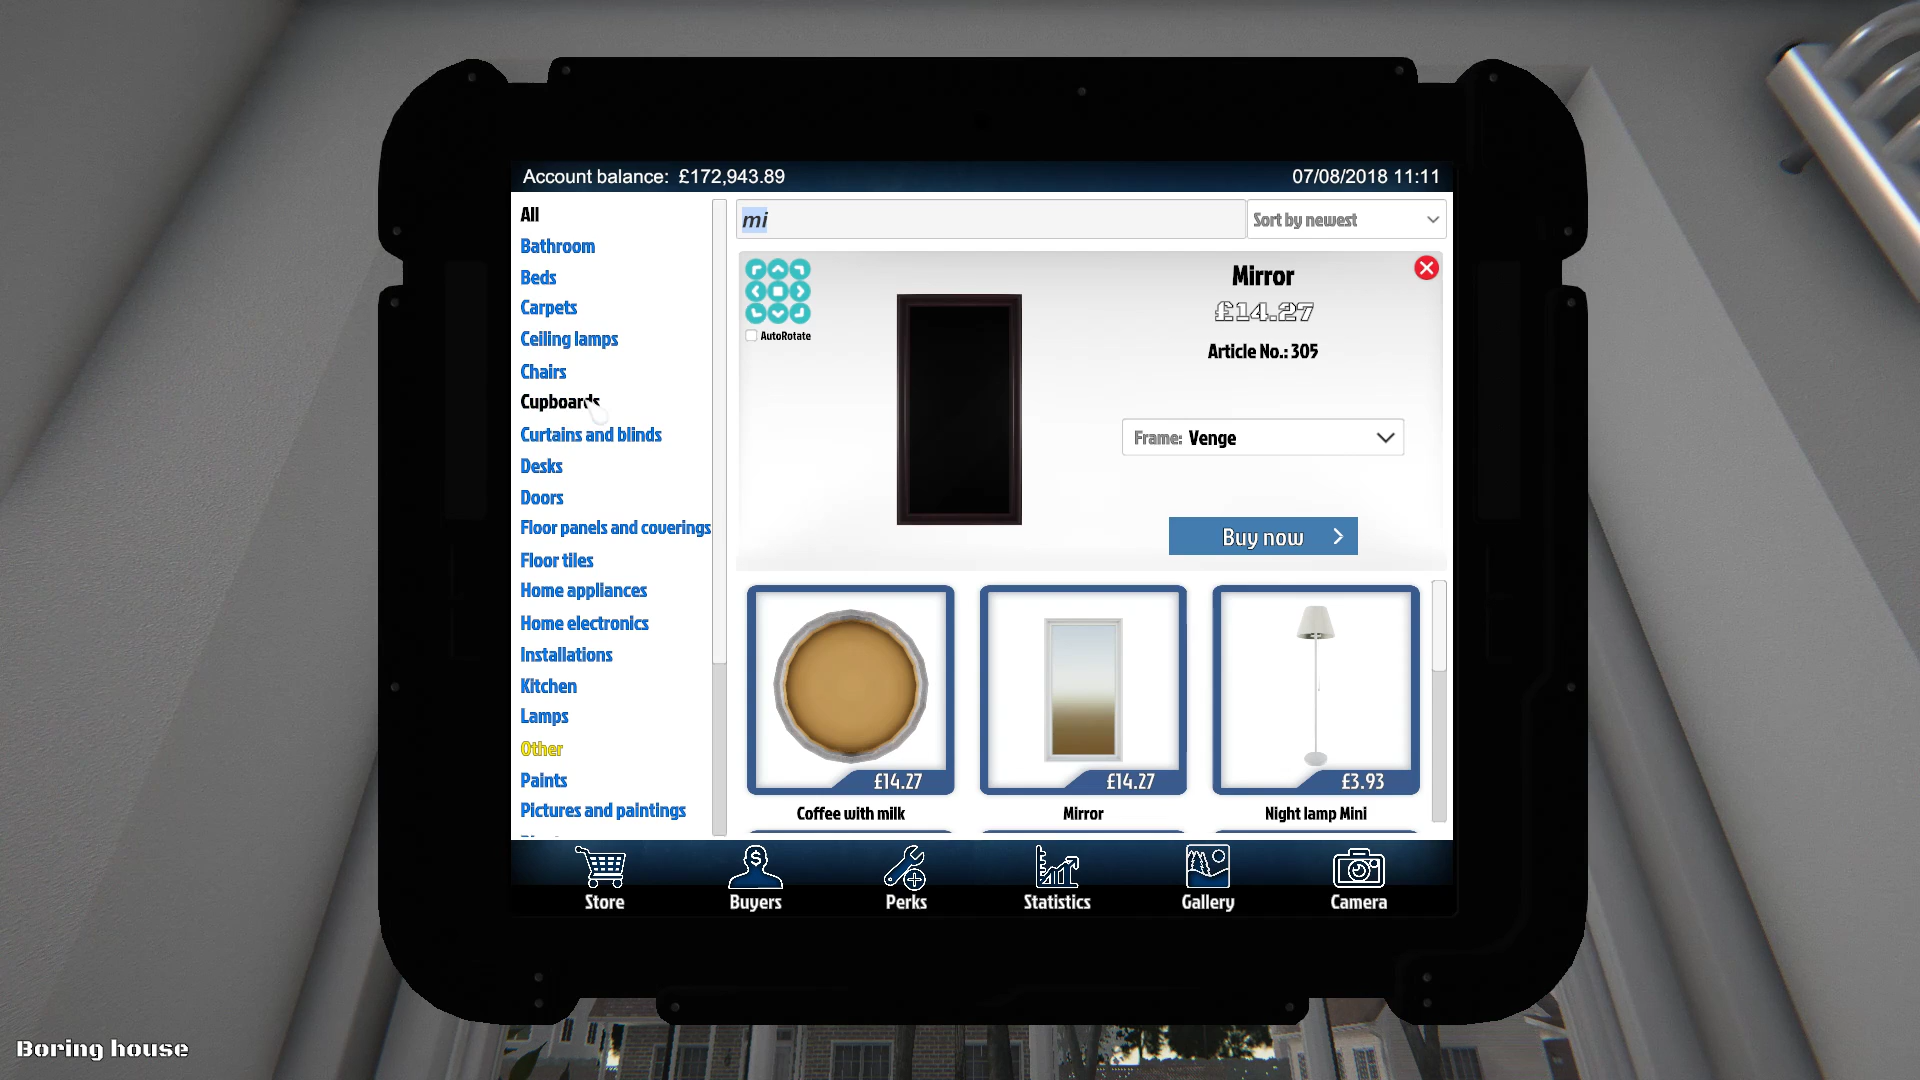 Account balance: £172,943.89
07/08/2018 11:11
All
Bathroom
Beds
Carpets
Ceiling lamps
Chairs
Cupboards
Curtains and blinds
Desks
Doors
Floor panels and coverings
Floor tiles
Home appliances
Home electronics
Installations
Kitchen
Lamps
Other
Paints
Pictures and paintings
mi
Sort by newest
AutoRotate
Mirror
£14.27
Article No.: 305
Frame: Venge
Buy now
£14.27
£14.27
£3.93
Coffee with milk
Mirror
Night lamp Mini
Store
Buyers
Perks
Statistics
Gallery
Camera
Boring house